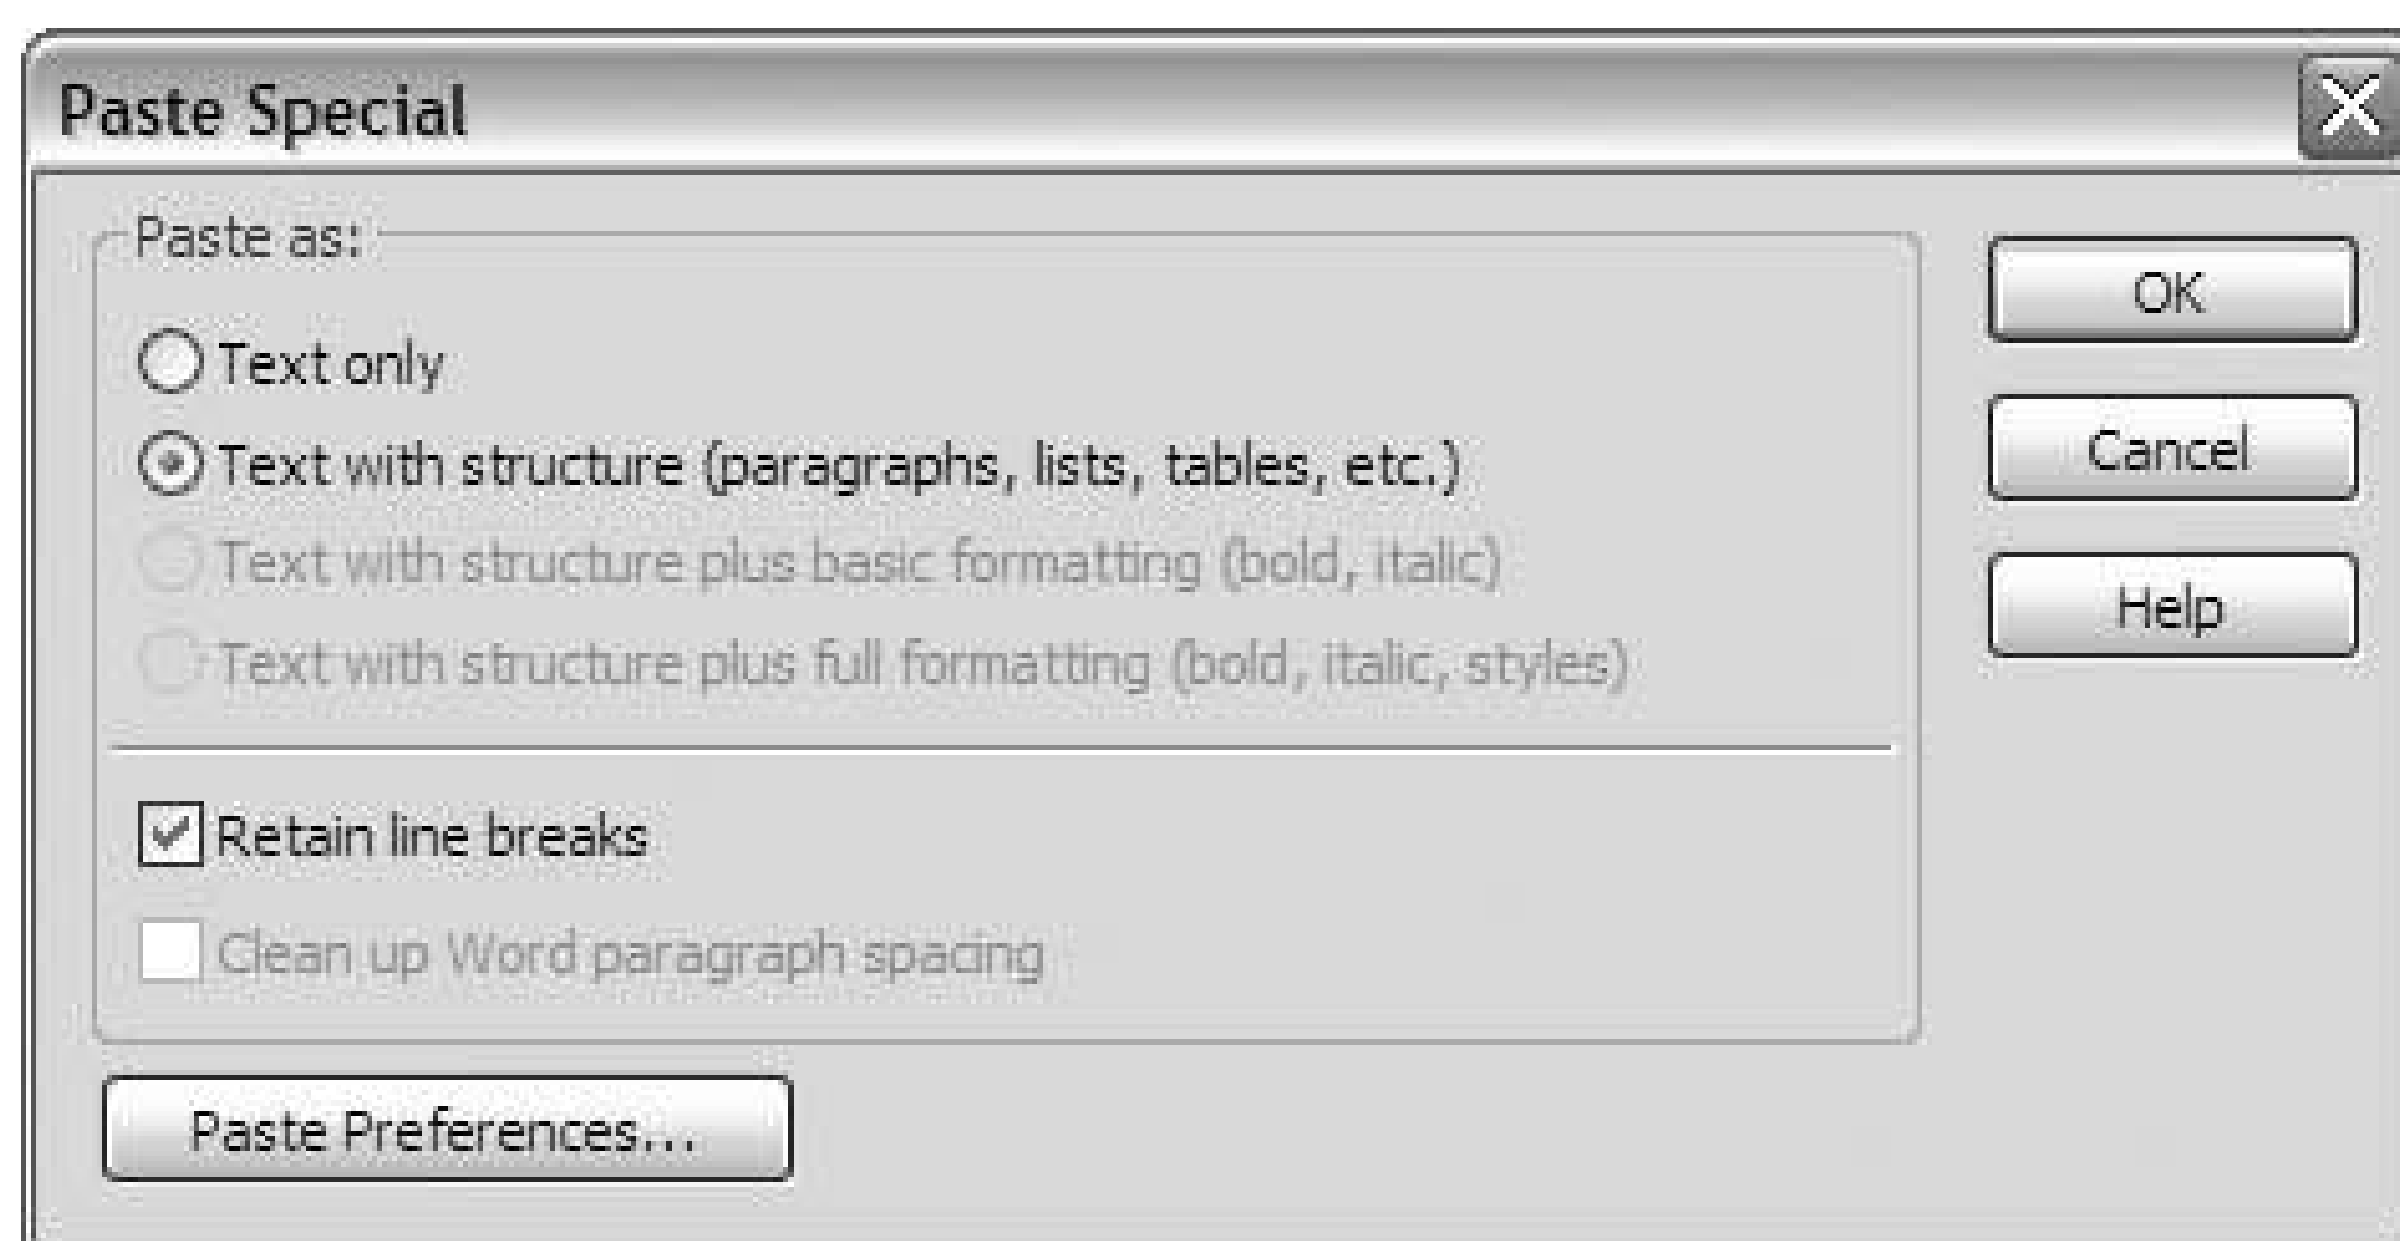 Paste Special
Paste as:
Text only
Text with structure (paragraphs, lists, tables, etc.)
Text with structure plus basic formatting (bold, italic)
Text with structure plus full formatting (bold, italic, styles)
Retain line breaks
Clean up Word paragraph spacing
Paste Preferences...
OK
Cancel
Help